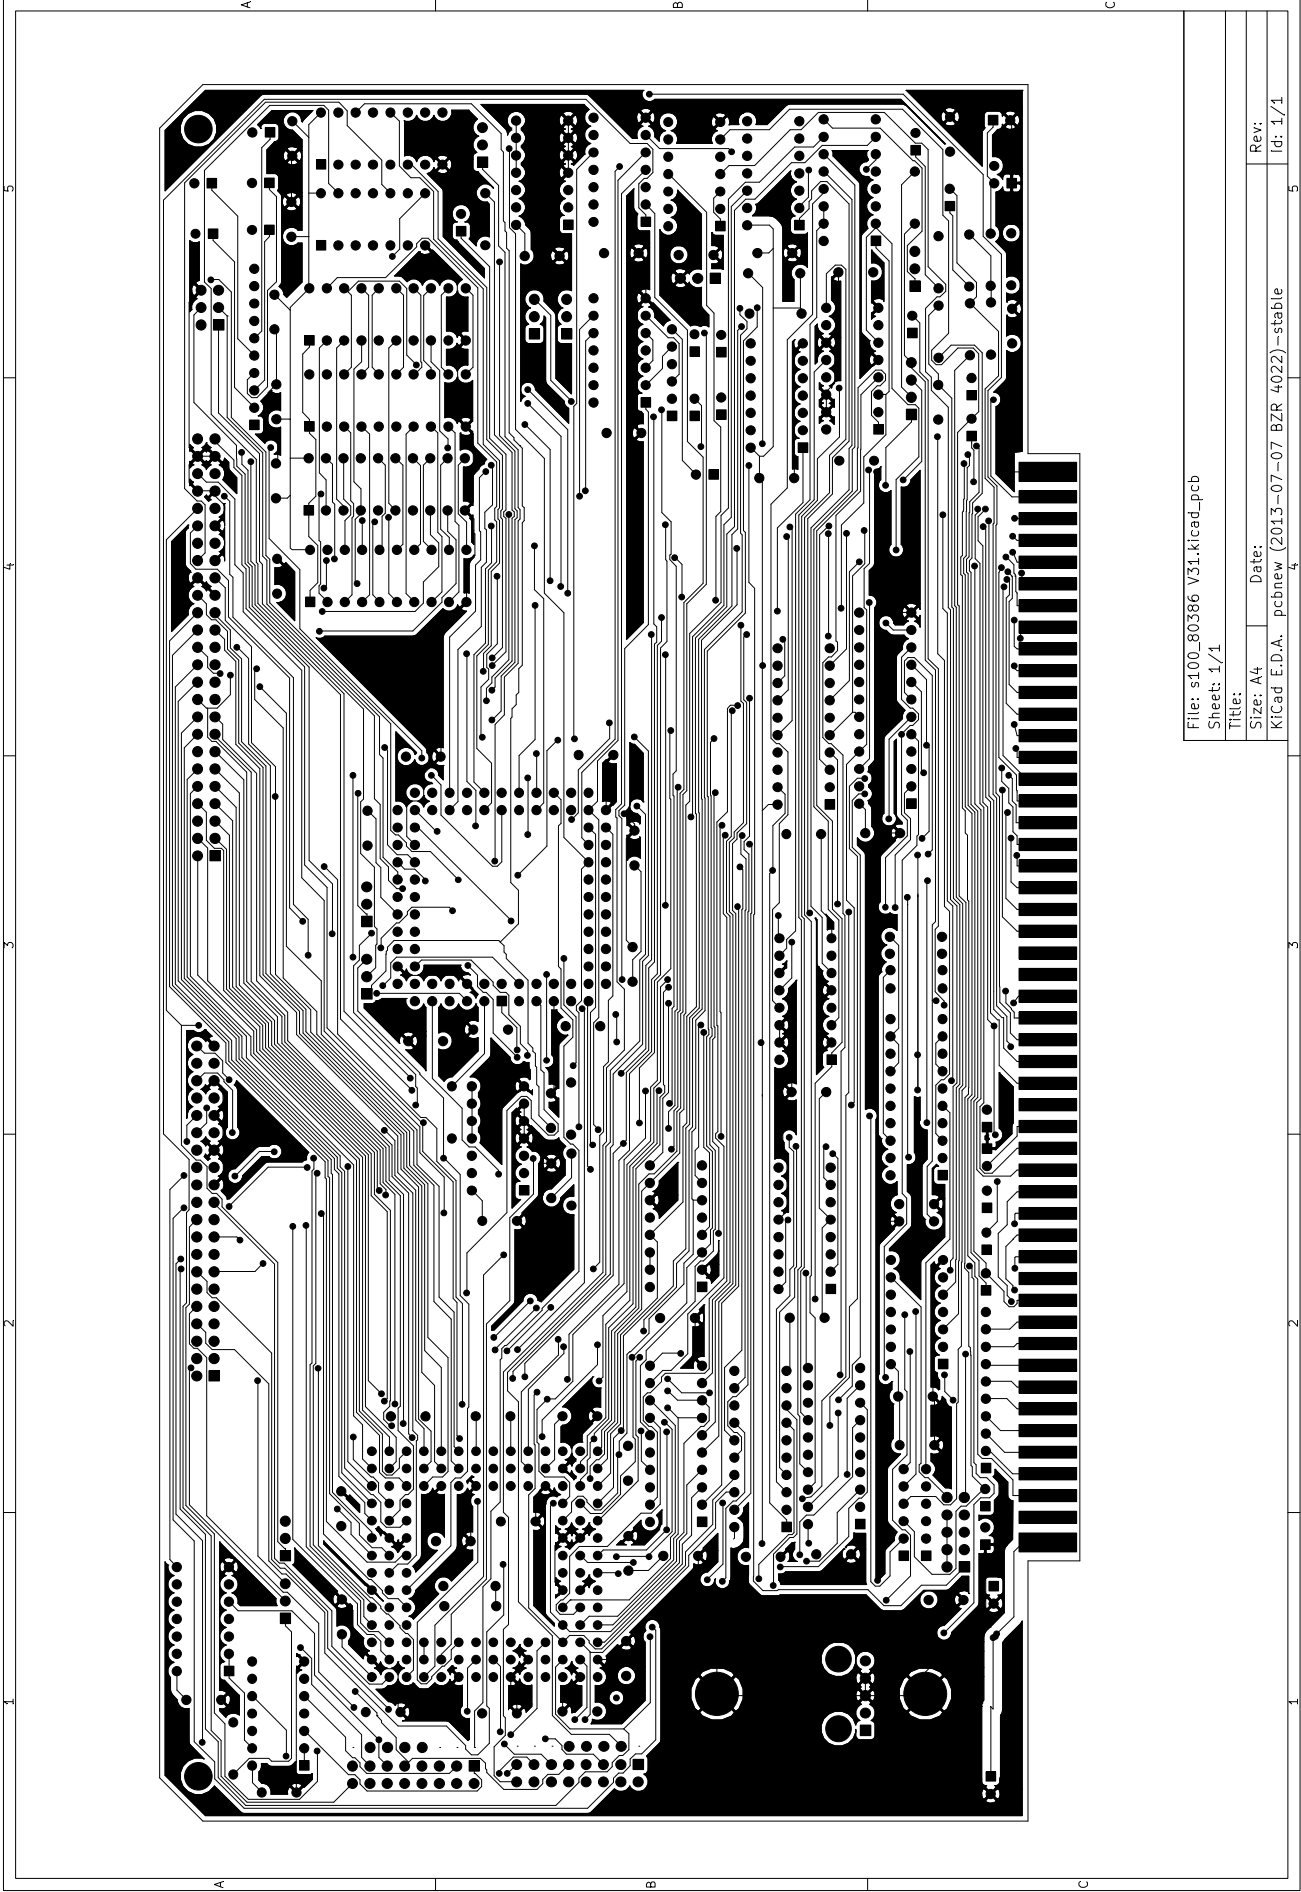 File: s100_80386 V31.kicad_pcb
Sheet: 1/1
Title:
Size: A4 Date: Rev:
KiCad E.D.A. pcbnew (2013-07-07 BZR 4022)-stable Id: 1/1
A B C
A B C
5 4 3 2 1
5 4 3 2 1